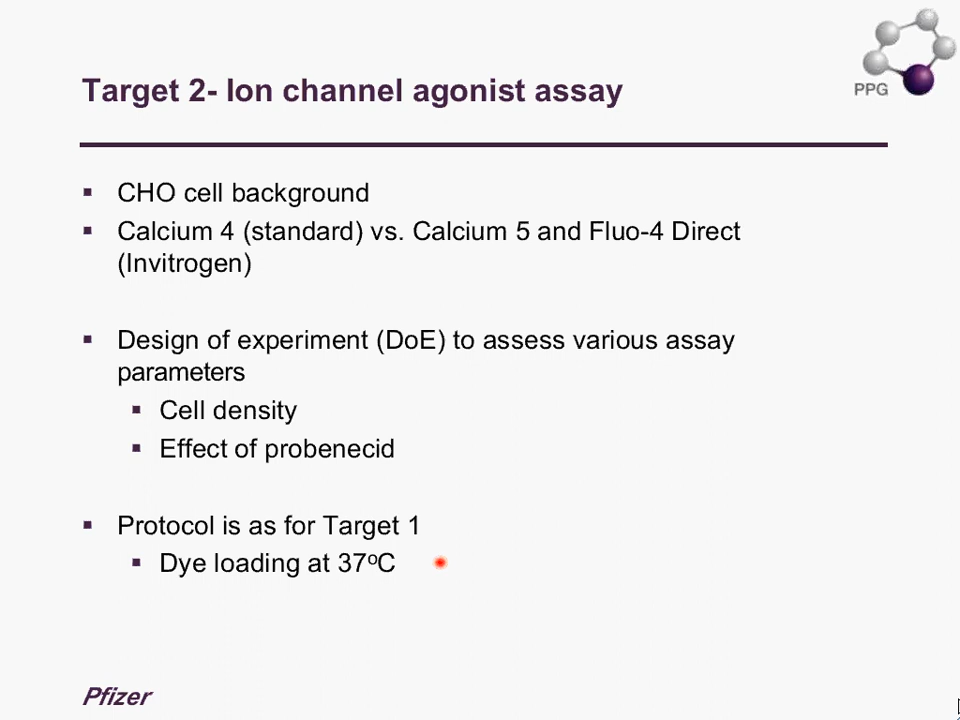 PPG
Target 2- Ion channel agonist assay
▪ CHO cell background
▪ Calcium 4 (standard) vs. Calcium 5 and Fluo-4 Direct
(Invitrogen)
▪ Design of experiment (DoE) to assess various assay
parameters
▪ Cell density
▪ Effect of probenecid
▪ Protocol is as for Target 1
▪ Dye loading at 37ºC
Pfizer